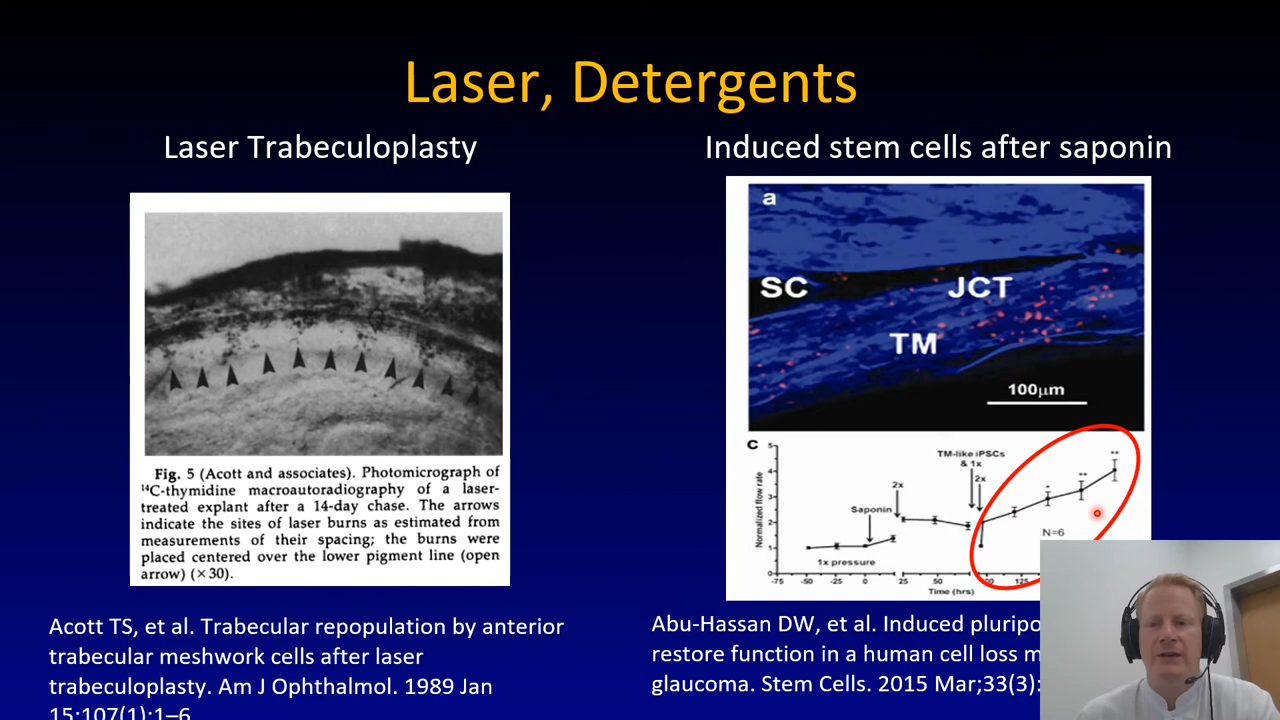 Laser, Detergents
Laser Trabeculoplasty
Fig. 5 (Acott and associates). Photomicrograph of
¹⁴C-thymidine macroautoradiography of a laser-
treated explant after a 14-day chase. The arrows
indicate the sites of laser burns as estimated from
measurements of their spacing; the burns were
placed centered over the lower pigment line (open
arrow) (×30).
Acott TS, et al. Trabecular repopulation by anterior
trabecular meshwork cells after laser
trabeculoplasty. Am J Ophthalmol. 1989 Jan
15;107(1):1–6
Induced stem cells after saponin
a
SC
JCT
TM
100µm
C
Normalized flow rate
5
4
3
2
1
0
TM-like iPSCs
& 1x
2x
2x
Saponin
1x pressure
*
**
**
N=6
-75 -50 -25 0 25 50 125
Time (hrs)
Abu-Hassan DW, et al. Induced
restore function in a human cell loss
glaucoma. Stem Cells. 2015 Mar;33(3):